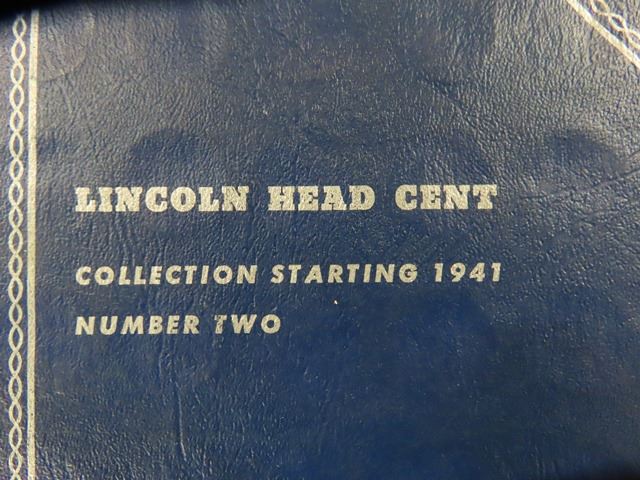 LINCOLN HEAD CENT
COLLECTION STARTING 1941
NUMBER TWO